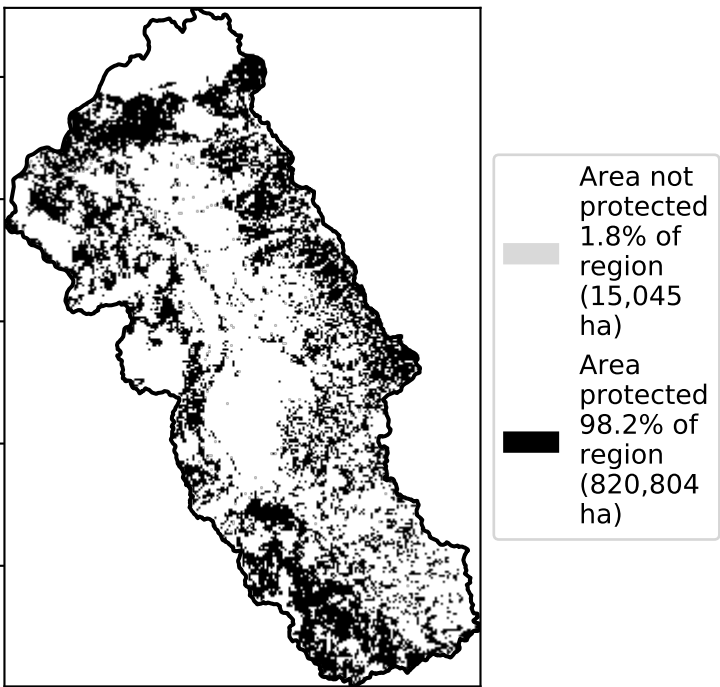 Area not
protected
1.8% of
region
(15,045
ha)
Area
protected
98.2% of
region
(820,804
ha)